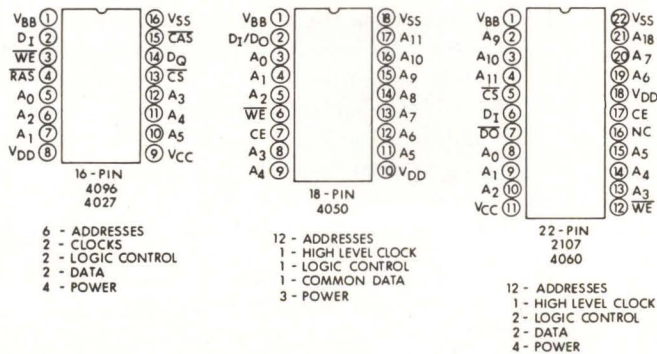 VBB 1 16 VSS
DI 2 15 CAS
WE 3 14 DQ
RAS 4 13 CS
A0 5 12 A3
A2 6 11 A4
A1 7 10 A5
VDD 8 9 VCC
16-PIN
4096
4027
6 - ADDRESSES
2 - CLOCKS
2 - LOGIC CONTROL
2 - DATA
4 - POWER
VBB 1 18 VSS
DI/DO 2 17 A11
A0 3 16 A10
A1 4 15 A9
A2 5 14 A8
WE 6 13 A7
CE 7 12 A6
A3 8 11 A5
A4 9 10 VDD
18-PIN
4050
12 - ADDRESSES
1 - HIGH LEVEL CLOCK
1 - LOGIC CONTROL
1 - COMMON DATA
3 - POWER
VBB 1 22 VSS
A9 2 21 A18
A10 3 20 A7
A11 4 19 A6
CS 5 18 VDD
DI 6 17 CE
DO 7 16 NC
A0 8 15 A5
A1 9 14 A4
A2 10 13 A3
VCC 11 12 WE
22-PIN
2107
4060
12 - ADDRESSES
1 - HIGH LEVEL CLOCK
2 - LOGIC CONTROL
2 - DATA
4 - POWER